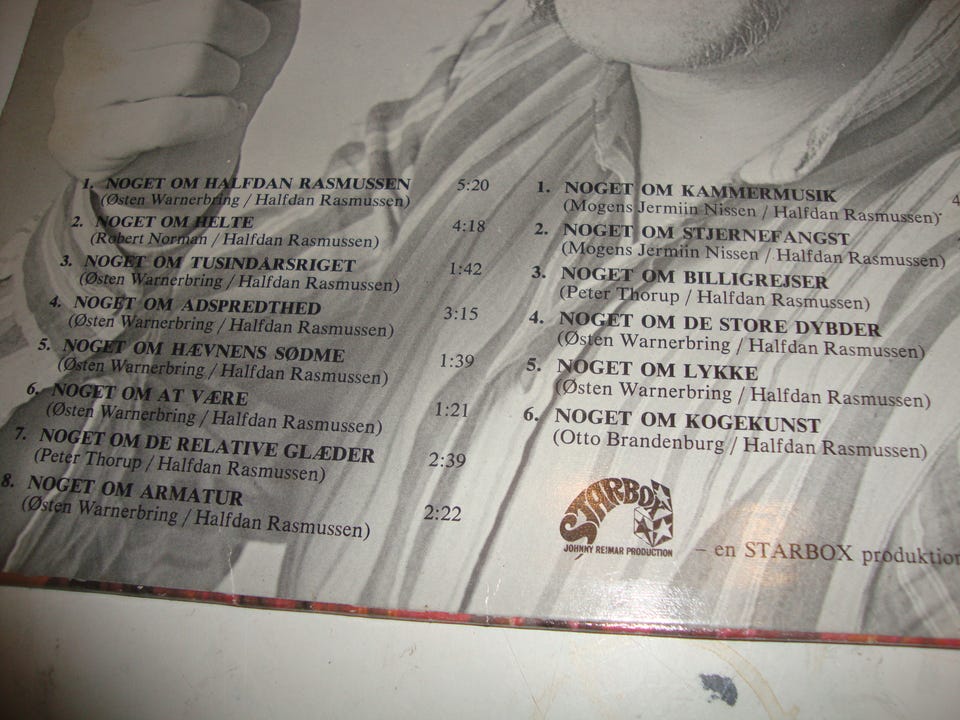 1. NOGET OM HALFDAN RASMUSSEN 5:20
(Østen Warnerbring / Halfdan Rasmussen)
2. NOGET OM HELTE 4:18
(Robert Norman / Halfdan Rasmussen)
3. NOGET OM TUSINDÅRSRIGET 1:42
(Østen Warnerbring / Halfdan Rasmussen)
4. NOGET OM ADSPREDTHED 3:15
(Østen Warnerbring / Halfdan Rasmussen)
5. NOGET OM HÆVNENS SØDME 1:39
(Østen Warnerbring / Halfdan Rasmussen)
6. NOGET OM AT VÆRE 1:21
(Østen Warnerbring / Halfdan Rasmussen)
7. NOGET OM DE RELATIVE GLÆDER 2:39
(Peter Thorup / Halfdan Rasmussen)
8. NOGET OM ARMATUR 2:22
(Østen Warnerbring / Halfdan Rasmussen)
1. NOGET OM KAMMERMUSIK 4
(Mogens Jermiin Nissen / Halfdan Rasmussen)
2. NOGET OM STJERNEFANGST
(Mogens Jermiin Nissen / Halfdan Rasmussen)
3. NOGET OM BILLIGREJSER
(Peter Thorup / Halfdan Rasmussen)
4. NOGET OM DE STORE DYBDER
(Østen Warnerbring / Halfdan Rasmussen)
5. NOGET OM LYKKE
(Østen Warnerbring / Halfdan Rasmussen)
6. NOGET OM KOGEKUNST
(Otto Brandenburg / Halfdan Rasmussen)
STARBOX
JOHNNY REIMAR PRODUCTION
– en STARBOX produktion